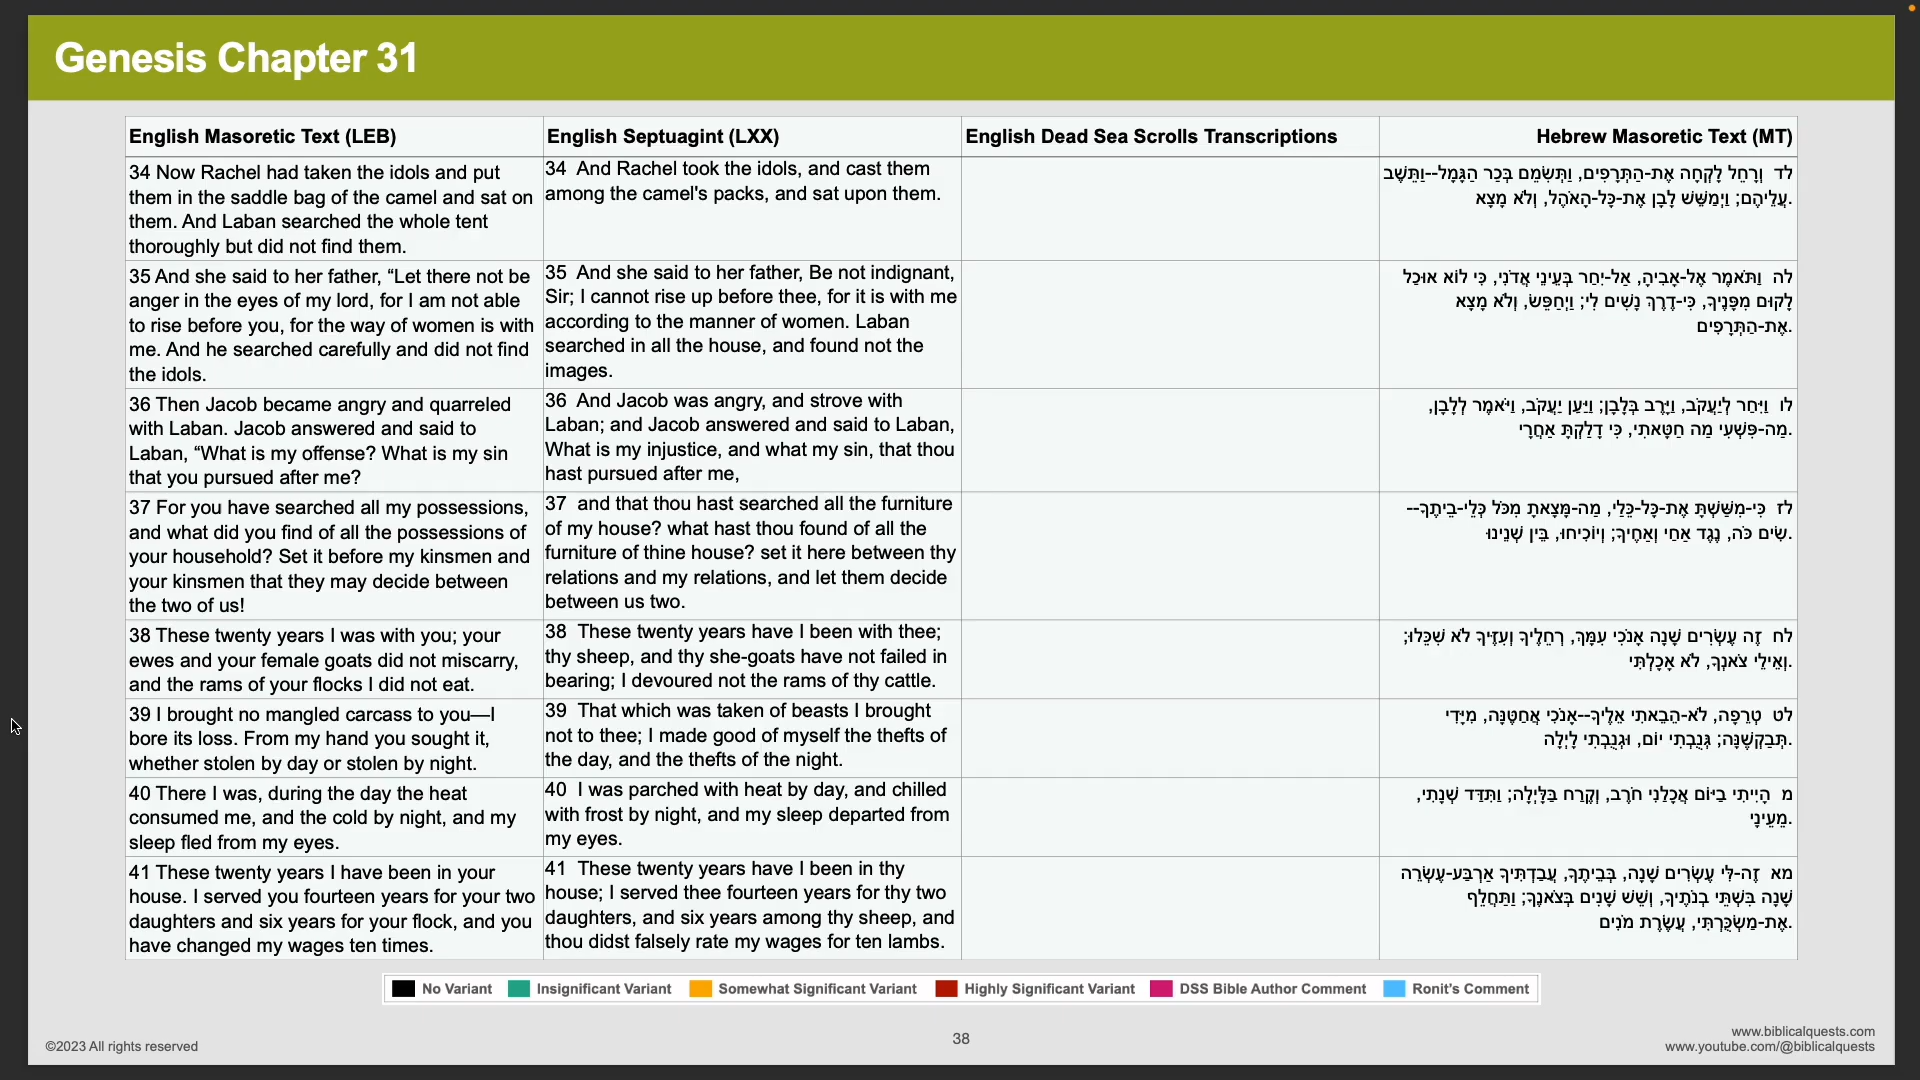 Genesis Chapter 31
English Masoretic Text (LEB)
English Septuagint (LXX)
English Dead Sea Scrolls Transcriptions
Hebrew Masoretic Text (MT)
34 Now Rachel had taken the idols and put
them in the saddle bag of the camel and sat on
them. And Laban searched the whole tent
thoroughly but did not find them.
34 And Rachel took the idols, and cast them
among the camel's packs, and sat upon them.
לד וְרָחֵל לָקְחָה אֶת-הַתְּרָפִים, וַתְּשִׂמֵם בְּכַר הַגָּמָל--וַתֵּשֶׁב
עֲלֵיהֶם; וַיְמַשֵּׁשׁ לָבָן אֶת-כָּל-הָאֹהֶל, וְלֹא מָצָא.
35 And she said to her father, “Let there not be
anger in the eyes of my lord, for I am not able
to rise before you, for the way of women is with
me. And he searched carefully and did not find
the idols.
35 And she said to her father, Be not indignant,
Sir; I cannot rise up before thee, for it is with me
according to the manner of women. Laban
searched in all the house, and found not the
images.
לה וַתֹּאמֶר אֶל-אָבִיהָ, אַל-יִחַר בְּעֵינֵי אֲדֹנִי, כִּי לוֹא אוּכַל
לָקוּם מִפָּנֶיךָ, כִּי-דֶרֶךְ נָשִׁים לִי; וַיְחַפֵּשׂ, וְלֹא מָצָא
אֶת-הַתְּרָפִים.
36 Then Jacob became angry and quarreled
with Laban. Jacob answered and said to
Laban, “What is my offense? What is my sin
that you pursued after me?
36 And Jacob was angry, and strove with
Laban; and Jacob answered and said to Laban,
What is my injustice, and what my sin, that thou
hast pursued after me,
לו וַיִּחַר לְיַעֲקֹב, וַיָּרֶב בְּלָבָן; וַיַּעַן יַעֲקֹב, וַיֹּאמֶר לְלָבָן,
מַה-פִּשְׁעִי מַה חַטָּאתִי, כִּי דָלַקְתָּ אַחֲרָי.
37 For you have searched all my possessions,
and what did you find of all the possessions of
your household? Set it before my kinsmen and
your kinsmen that they may decide between
the two of us!
37 and that thou hast searched all the furniture
of my house? what hast thou found of all the
furniture of thine house? set it here between thy
relations and my relations, and let them decide
between us two.
לז כִּי-מִשַּׁשְׁתָּ אֶת-כָּל-כֵּלַי, מַה-מָּצָאתָ מִכֹּל כְּלֵי-בֵיתֶךָ--
שִׂים כֹּה, נֶגֶד אַחַי וְאַחֶיךָ; וְיוֹכִיחוּ, בֵּין שְׁנֵינוּ.
38 These twenty years I was with you; your
ewes and your female goats did not miscarry,
and the rams of your flocks I did not eat.
38 These twenty years have I been with thee;
thy sheep, and thy she-goats have not failed in
bearing; I devoured not the rams of thy cattle.
לח זֶה עֶשְׂרִים שָׁנָה אָנֹכִי עִמָּךְ, רְחֵלֶיךָ וְעִזֶּיךָ לֹא שִׁכֵּלוּ;
וְאֵילֵי צֹאנְךָ, לֹא אָכָלְתִּי.
39 I brought no mangled carcass to you—I
bore its loss. From my hand you sought it,
whether stolen by day or stolen by night.
39 That which was taken of beasts I brought
not to thee; I made good of myself the thefts of
the day, and the thefts of the night.
לט טְרֵפָה, לֹא-הֵבֵאתִי אֵלֶיךָ--אָנֹכִי אֲחַטֶּנָּה, מִיָּדִי
תְּבַקְשֶׁנָּה; גְּנֻבְתִי יוֹם, וּגְנֻבְתִי לָיְלָה.
40 There I was, during the day the heat
consumed me, and the cold by night, and my
sleep fled from my eyes.
40 I was parched with heat by day, and chilled
with frost by night, and my sleep departed from
my eyes.
מ הָיִיתִי בַיּוֹם אֲכָלַנִי חֹרֶב, וְקֶרַח בַּלָּיְלָה; וַתִּדַּד שְׁנָתִי,
מֵעֵינָי.
41 These twenty years I have been in your
house. I served you fourteen years for your two
daughters and six years for your flock, and you
have changed my wages ten times.
41 These twenty years have I been in thy
house; I served thee fourteen years for thy two
daughters, and six years among thy sheep, and
thou didst falsely rate my wages for ten lambs.
מא זֶה-לִּי עֶשְׂרִים שָׁנָה, בְּבֵיתֶךָ, עֲבַדְתִּיךָ אַרְבַּע-עֶשְׂרֵה
שָׁנָה בִּשְׁתֵּי בְנֹתֶיךָ, וְשֵׁשׁ שָׁנִים בְּצֹאנֶךָ; וַתַּחֲלֵף
אֶת-מַשְׂכֻּרְתִּי, עֲשֶׂרֶת מֹנִים.
No Variant
Insignificant Variant
Somewhat Significant Variant
Highly Significant Variant
DSS Bible Author Comment
Ronit's Comment
©2023 All rights reserved
38
www.biblicalquests.com
www.youtube.com/@biblicalquests